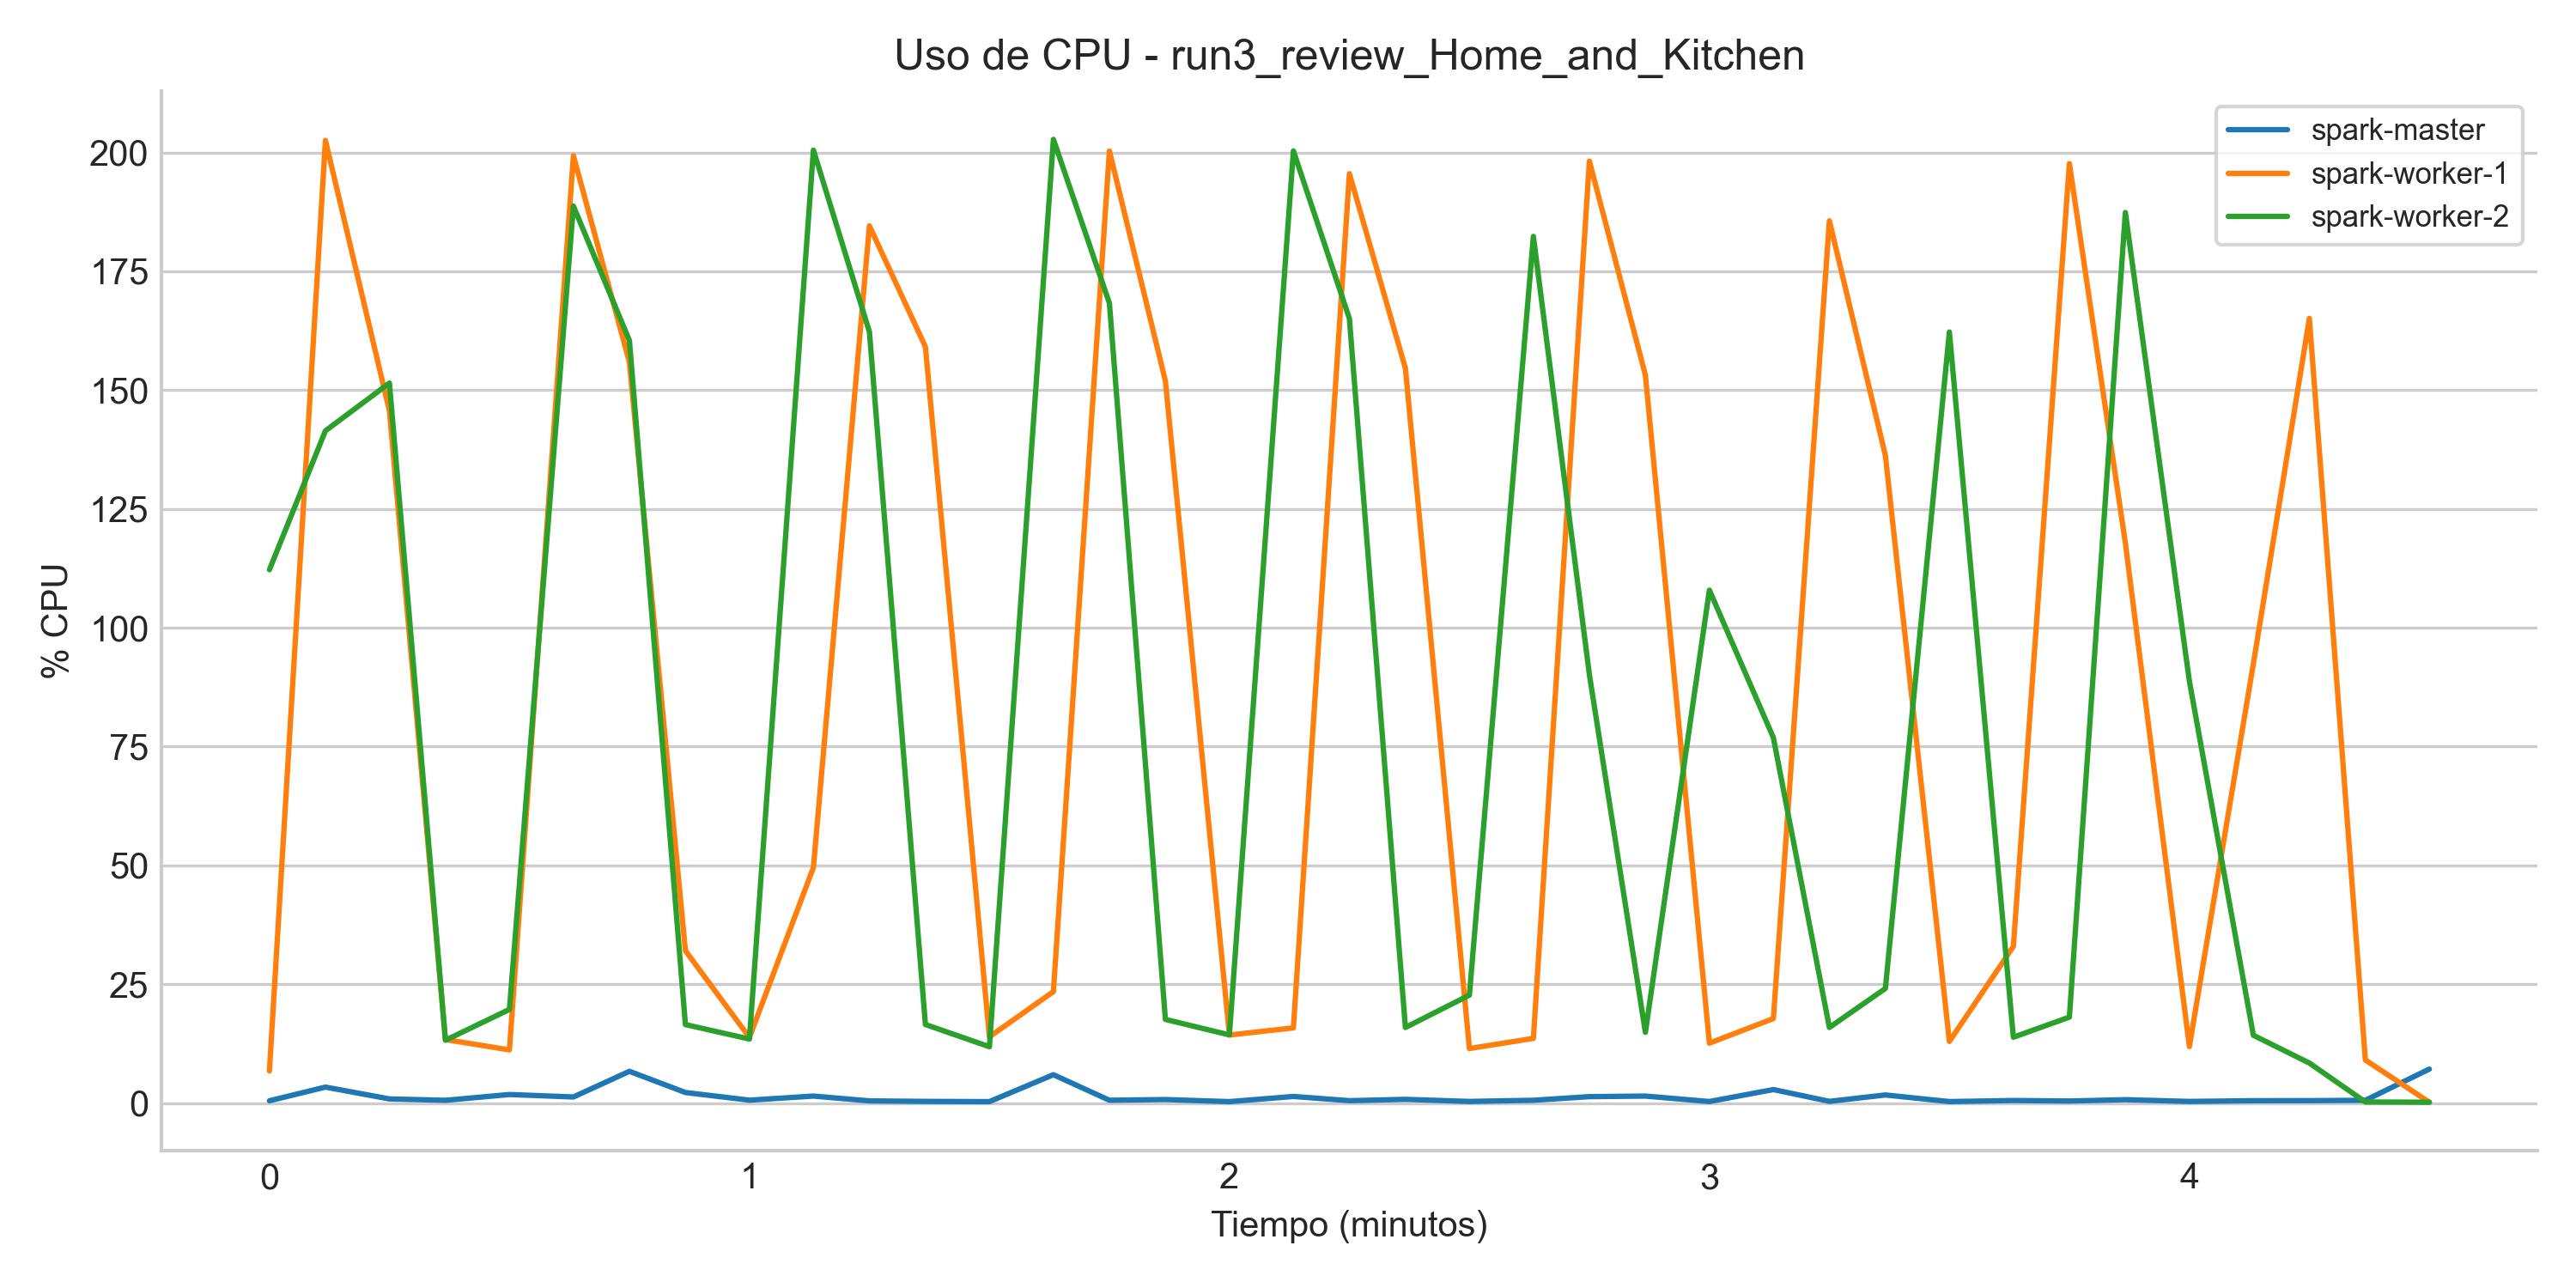 Uso de CPU - run3_review_Home_and_Kitchen
spark-master
spark-worker-1
spark-worker-2
% CPU
200
175
150
125
100
75
50
25
0
0 1 2 3 4
Tiempo (minutos)